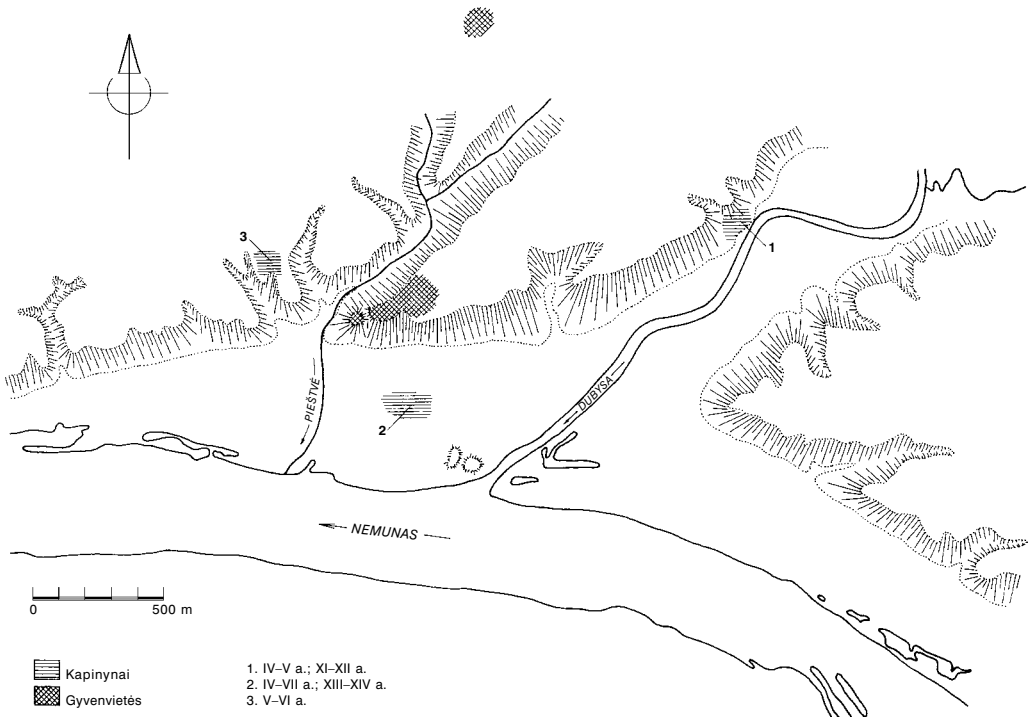 3
1
PIEŠTVĖ
DUBYSA
2
NEMUNAS
0 500 m
Kapinynai
Gyvenvietės
1. IV–V a.; XI–XII a.
2. IV–VII a.; XIII–XIV a.
3. V–VI a.